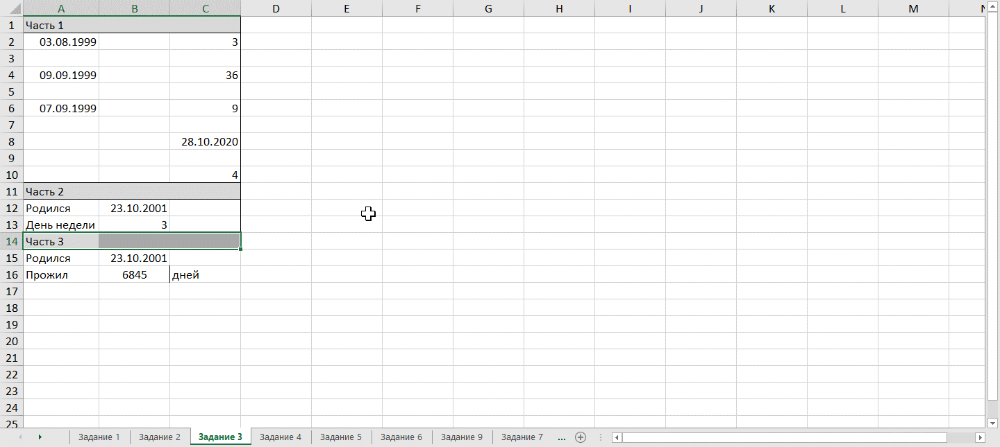 A B C D E F G H I J K L M N
1 Часть 1
2 03.08.1999 3
3
4 09.09.1999 36
5
6 07.09.1999 9
7
8 28.10.2020
9
10 4
11 Часть 2
12 Родился 23.10.2001
13 День недели 3
14 Часть 3
15 Родился 23.10.2001
16 Прожил 6845 дней
17
18
19
20
21
22
23
24
25
Задание 1 Задание 2 Задание 3 Задание 4 Задание 5 Задание 6 Задание 9 Задание 7 ...